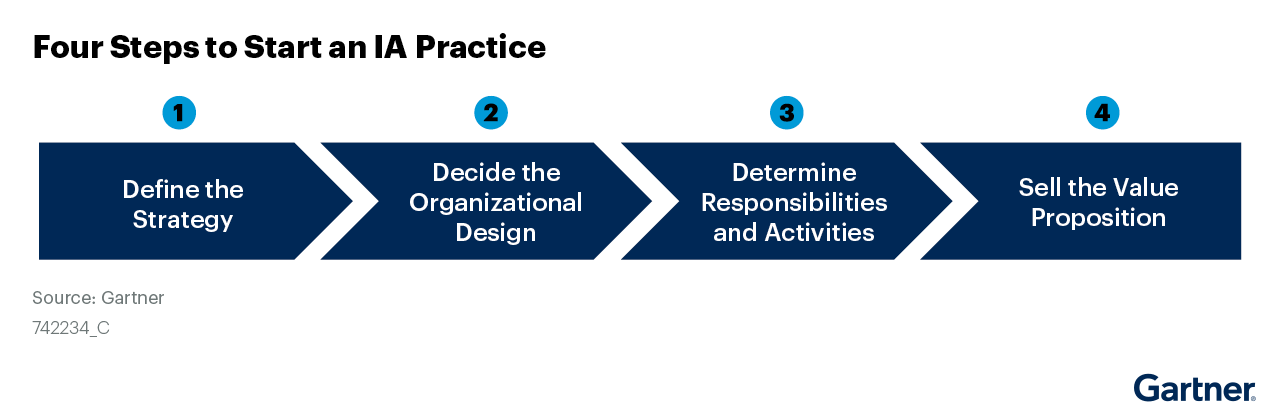 Four Steps to Start an IA Practice
1
2
3
4
Define the
Strategy
Decide the
Organizational
Design
Determine
Responsibilities
and Activities
Sell the Value
Proposition
Source: Gartner
742234_C
Gartner®